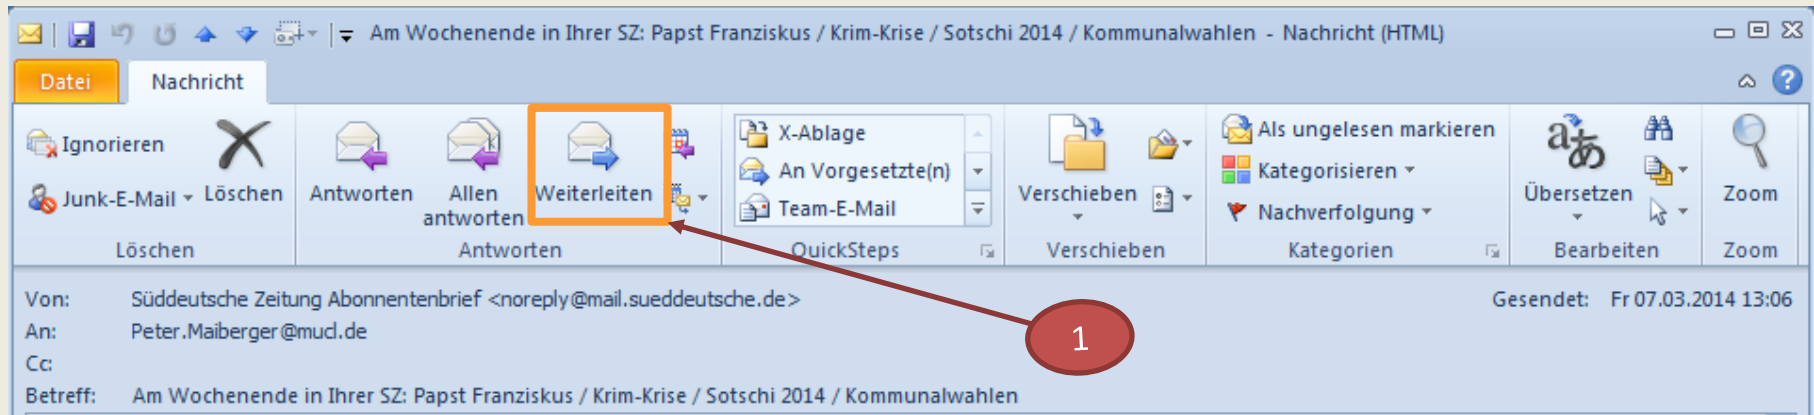 Am Wochenende in Ihrer SZ: Papst Franziskus / Krim-Krise / Sotschi 2014 / Kommunalwahlen - Nachricht (HTML)
Datei Nachricht
Ignorieren
Junk-E-Mail
Löschen
Löschen
Antworten
Allen antworten
Weiterleiten
Antworten
X-Ablage
An Vorgesetzte(n)
Team-E-Mail
QuickSteps
Verschieben
Verschieben
Als ungelesen markieren
Kategorisieren
Nachverfolgung
Kategorien
Übersetzen
Bearbeiten
Zoom
Zoom
Von: Süddeutsche Zeitung Abonnentenbrief <noreply@mail.sueddeutsche.de> Gesendet: Fr 07.03.2014 13:06
An: Peter.Maiberger@mucl.de
Cc:
Betreff: Am Wochenende in Ihrer SZ: Papst Franziskus / Krim-Krise / Sotschi 2014 / Kommunalwahlen
1